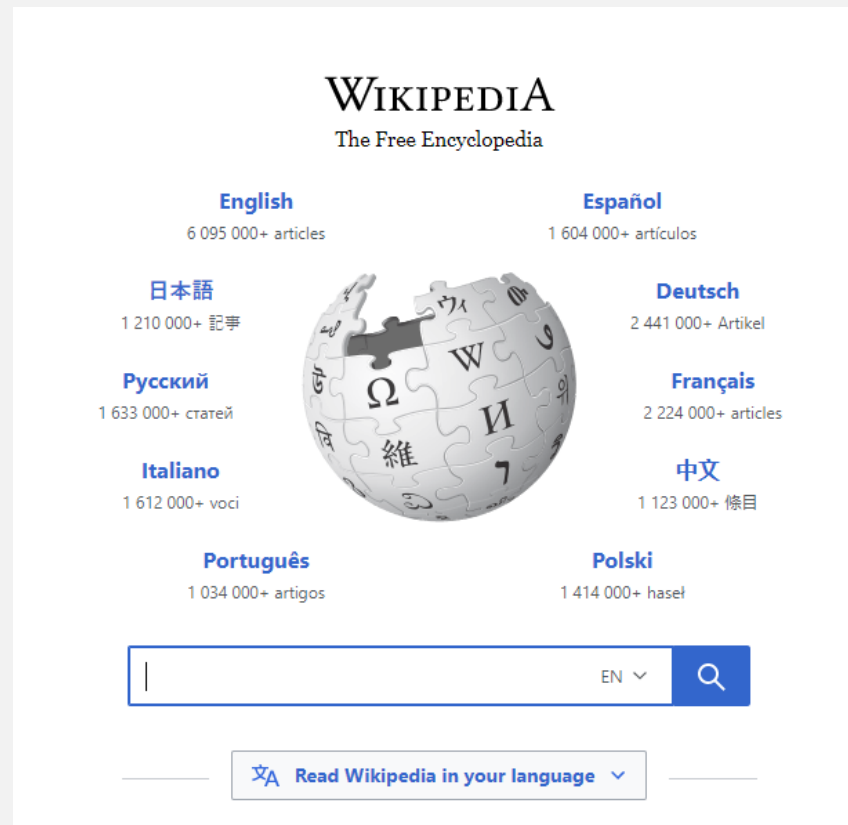 WIKIPEDIA
The Free Encyclopedia
English
6 095 000+ articles
Español
1 604 000+ artículos
日本語
1 210 000+ 記事
Deutsch
2 441 000+ Artikel
Русский
1 633 000+ статей
Français
2 224 000+ articles
Italiano
1 612 000+ voci
中文
1 123 000+ 條目
Português
1 034 000+ artigos
Polski
1 414 000+ haseł
ウィ
W
Ω
И
維
EN
Read Wikipedia in your language